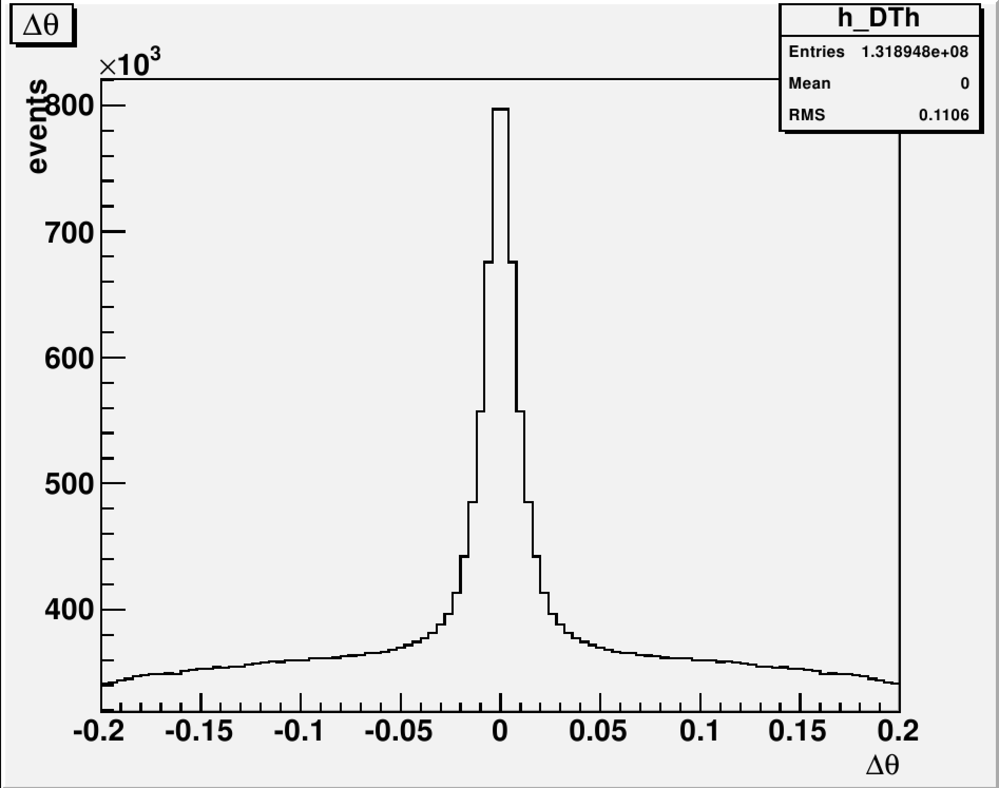 Δθ
h_DTh
Entries 1.318948e+08
Mean 0
RMS 0.1106
×10³
events
800
700
600
500
400
-0.2 -0.15 -0.1 -0.05 0 0.05 0.1 0.15 0.2
Δθ